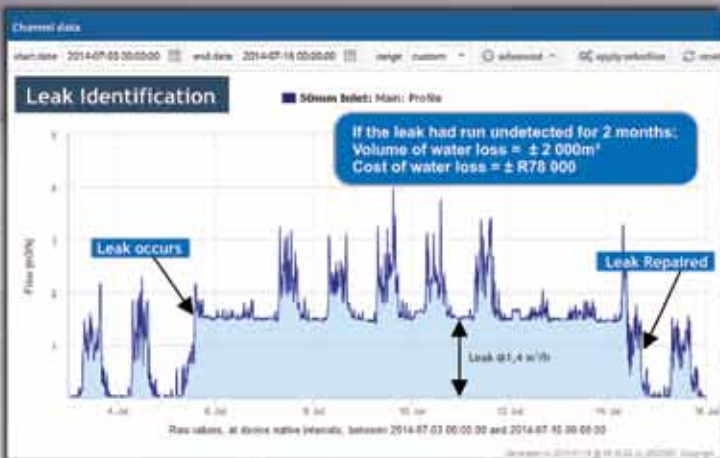 Channel data
start date 2014-07-03 00:00:00 end date 2014-07-16 00:00:00 range custom advanced apply selection reset
Leak Identification
50mm Inlet: Main: Profile
If the leak had run undetected for 2 months:
Volume of water loss = ± 2 000m³
Cost of water loss = ± R78 000
Leak occurs
Leak Repaired
Flow (m3/h)
Leak @1,4 m³/h
4. Jul 6. Jul 8. Jul 10. Jul 12. Jul 14. Jul 16. Jul
Raw values, at device native intervals, between 2014-07-03 00:00:00 and 2014-07-16 00:00:00